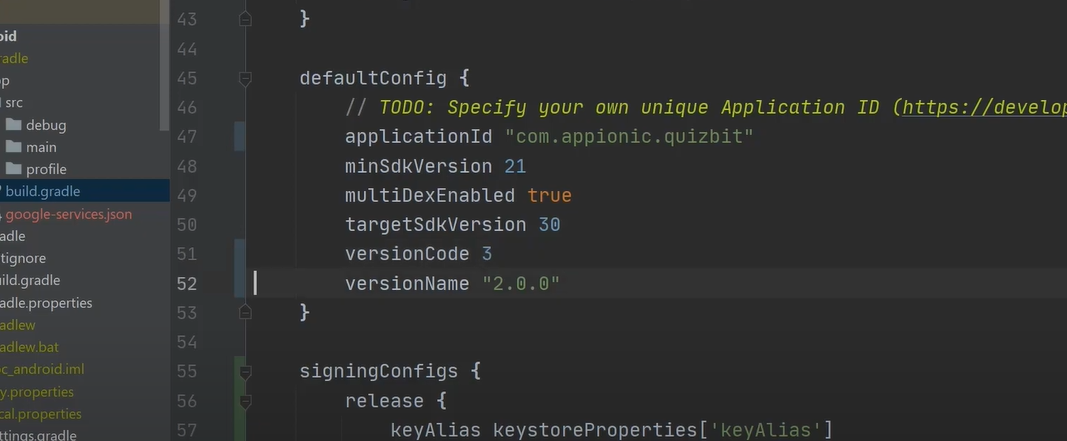 oid
radle
pp
src
debug
main
profile
build.gradle
google-services.json
adle
tignore
ild.gradle
adle.properties
adlew
adlew.bat
oc_android.iml
y.properties
cal.properties
ttings.gradle
43 }
44
45 defaultConfig {
46 // TODO: Specify your own unique Application ID (https://develop
47 applicationId "com.appionic.quizbit"
48 minSdkVersion 21
49 multiDexEnabled true
50 targetSdkVersion 30
51 versionCode 3
52 versionName "2.0.0"
53 }
54
55 signingConfigs {
56 release {
57 keyAlias keystoreProperties['keyAlias']